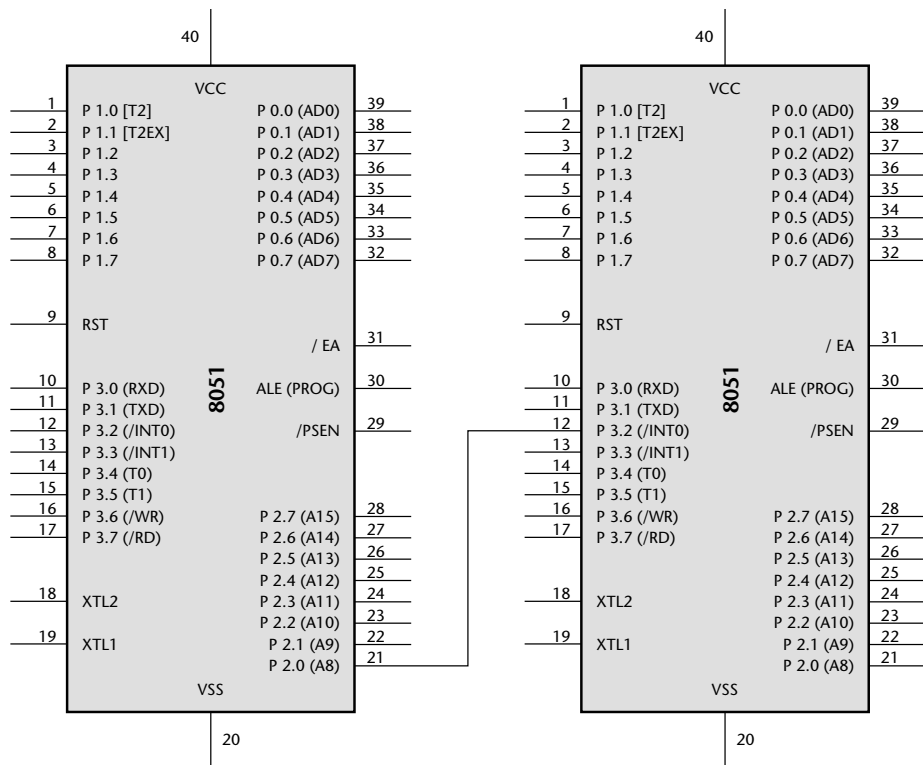 40
VCC
1 P 1.0 [T2] P 0.0 (AD0) 39
2 P 1.1 [T2EX] P 0.1 (AD1) 38
3 P 1.2 P 0.2 (AD2) 37
4 P 1.3 P 0.3 (AD3) 36
5 P 1.4 P 0.4 (AD4) 35
6 P 1.5 P 0.5 (AD5) 34
7 P 1.6 P 0.6 (AD6) 33
8 P 1.7 P 0.7 (AD7) 32
9 RST
/ EA 31
8051
10 P 3.0 (RXD) ALE (PROG) 30
11 P 3.1 (TXD)
12 P 3.2 (/INT0) /PSEN 29
13 P 3.3 (/INT1)
14 P 3.4 (T0)
15 P 3.5 (T1)
16 P 3.6 (/WR) P 2.7 (A15) 28
17 P 3.7 (/RD) P 2.6 (A14) 27
P 2.5 (A13) 26
P 2.4 (A12) 25
18 XTL2 P 2.3 (A11) 24
P 2.2 (A10) 23
19 XTL1 P 2.1 (A9) 22
P 2.0 (A8) 21
VSS
20
40
VCC
1 P 1.0 [T2] P 0.0 (AD0) 39
2 P 1.1 [T2EX] P 0.1 (AD1) 38
3 P 1.2 P 0.2 (AD2) 37
4 P 1.3 P 0.3 (AD3) 36
5 P 1.4 P 0.4 (AD4) 35
6 P 1.5 P 0.5 (AD5) 34
7 P 1.6 P 0.6 (AD6) 33
8 P 1.7 P 0.7 (AD7) 32
9 RST
/ EA 31
8051
10 P 3.0 (RXD) ALE (PROG) 30
11 P 3.1 (TXD)
12 P 3.2 (/INT0) /PSEN 29
13 P 3.3 (/INT1)
14 P 3.4 (T0)
15 P 3.5 (T1)
16 P 3.6 (/WR) P 2.7 (A15) 28
17 P 3.7 (/RD) P 2.6 (A14) 27
P 2.5 (A13) 26
P 2.4 (A12) 25
18 XTL2 P 2.3 (A11) 24
P 2.2 (A10) 23
19 XTL1 P 2.1 (A9) 22
P 2.0 (A8) 21
VSS
20